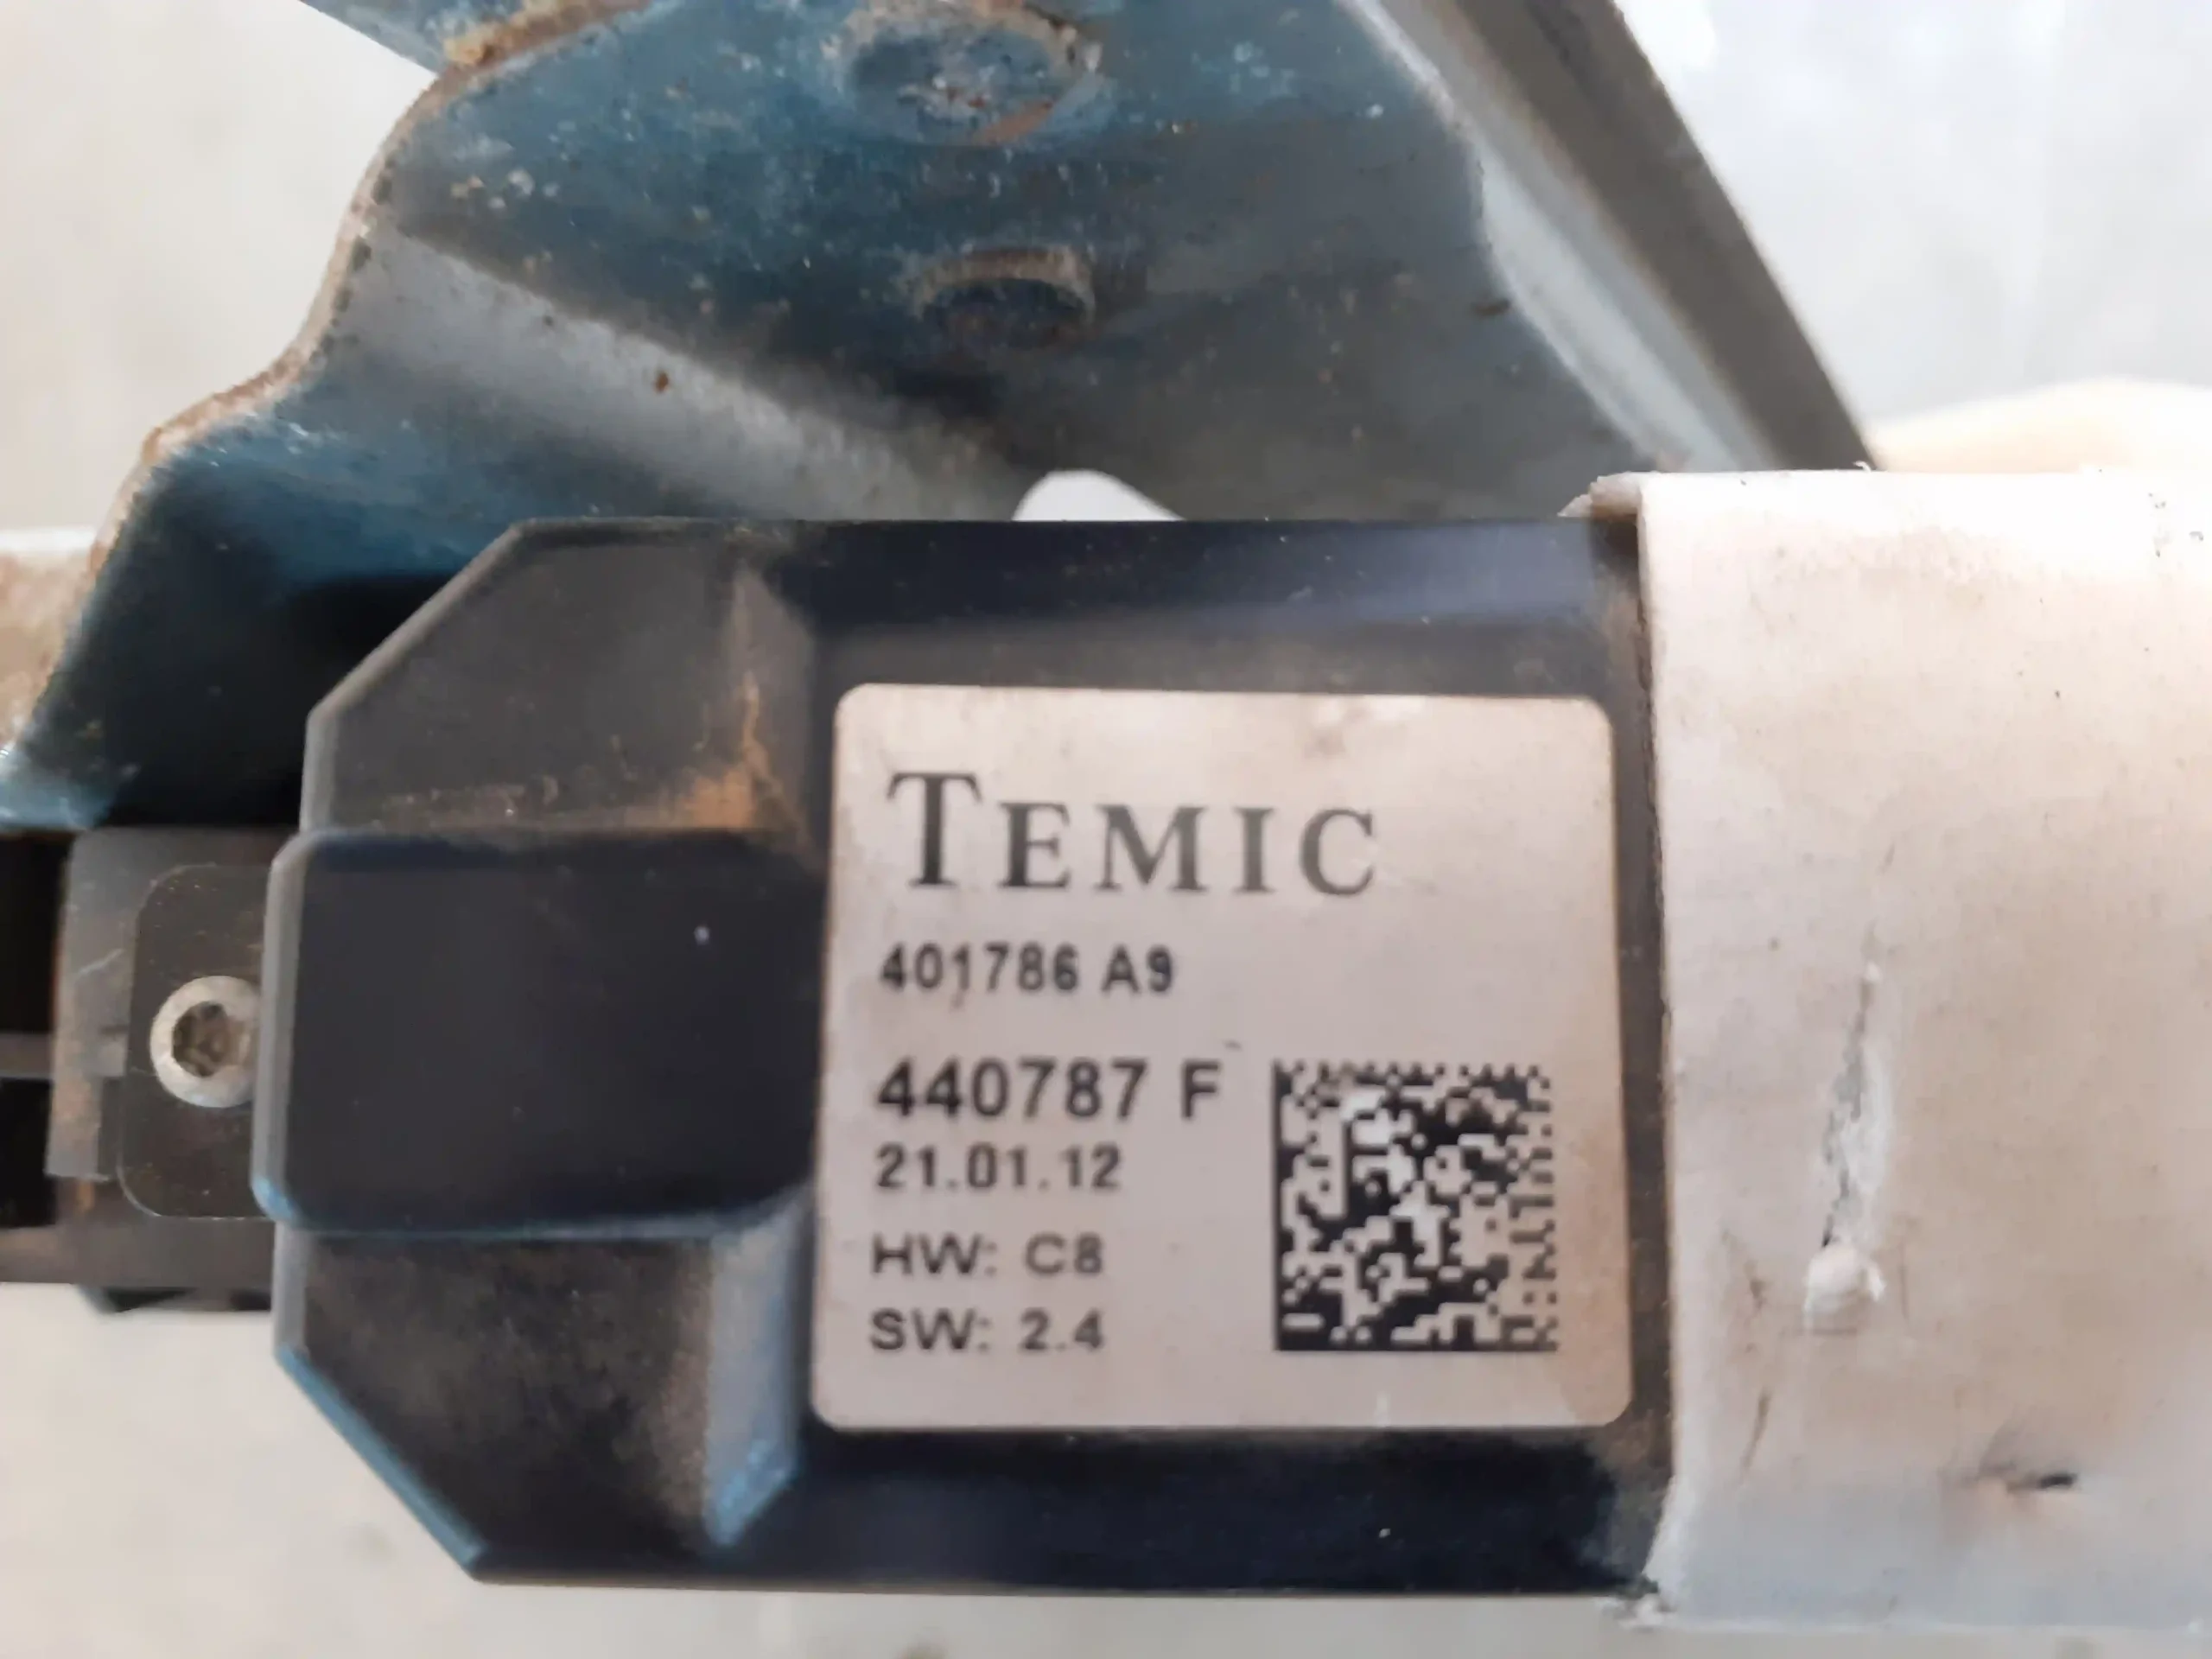 TEMIC
401786 A9
440787 F
21.01.12
HW: C8
SW: 2.4